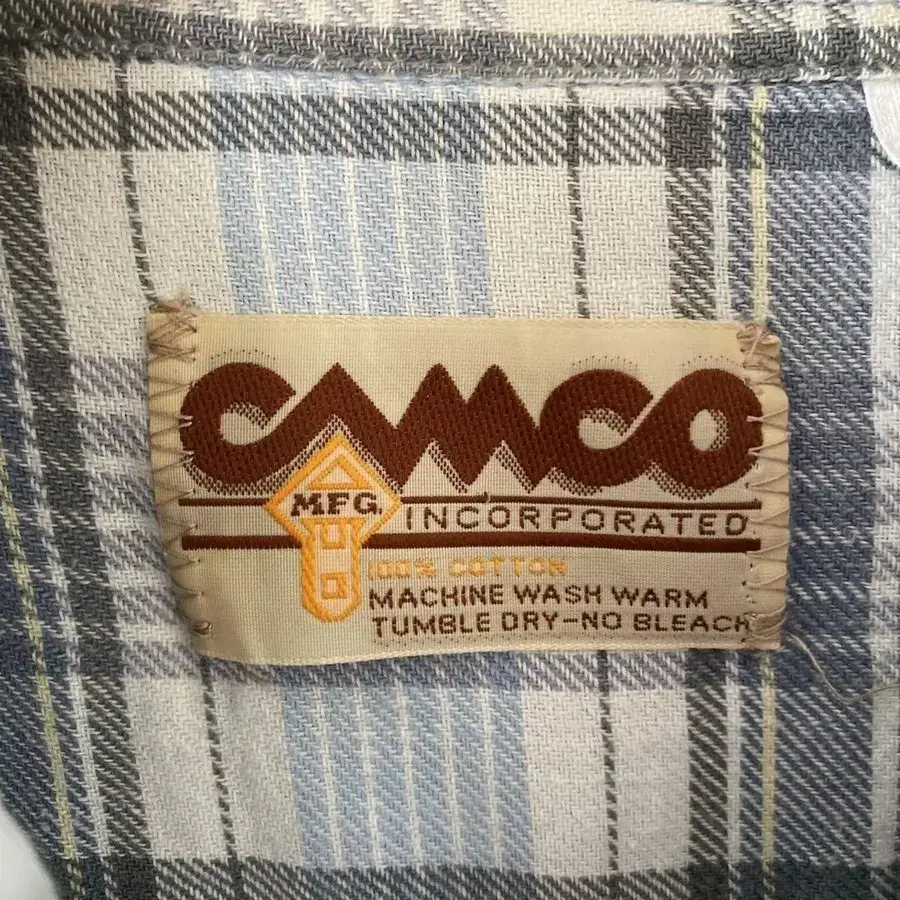 CAMCO
MFG INCORPORATED
100% COTTON
MACHINE WASH WARM
TUMBLE DRY-NO BLEACH